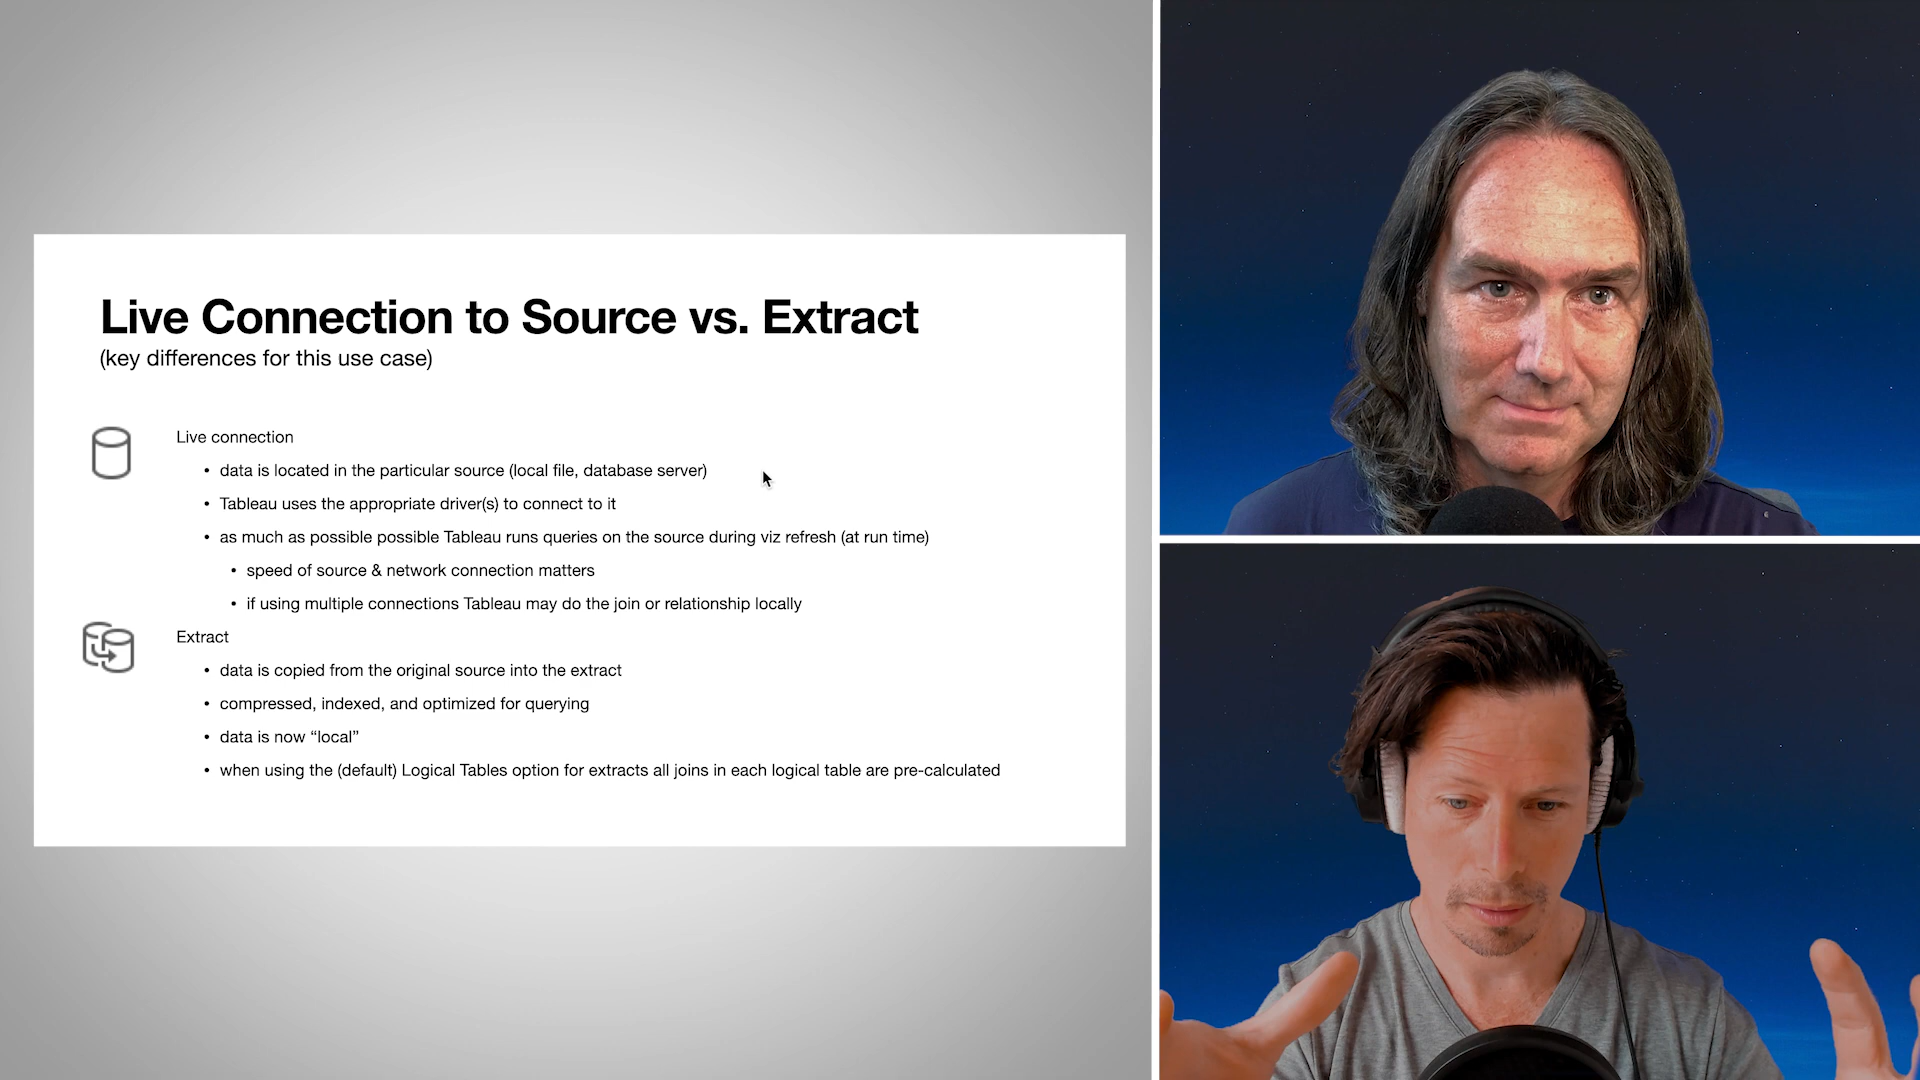 Live Connection to Source vs. Extract
(key differences for this use case)
Live connection
• data is located in the particular source (local file, database server)
• Tableau uses the appropriate driver(s) to connect to it
• as much as possible possible Tableau runs queries on the source during viz refresh (at run time)
• speed of source & network connection matters
• if using multiple connections Tableau may do the join or relationship locally
Extract
• data is copied from the original source into the extract
• compressed, indexed, and optimized for querying
• data is now “local”
• when using the (default) Logical Tables option for extracts all joins in each logical table are pre-calculated